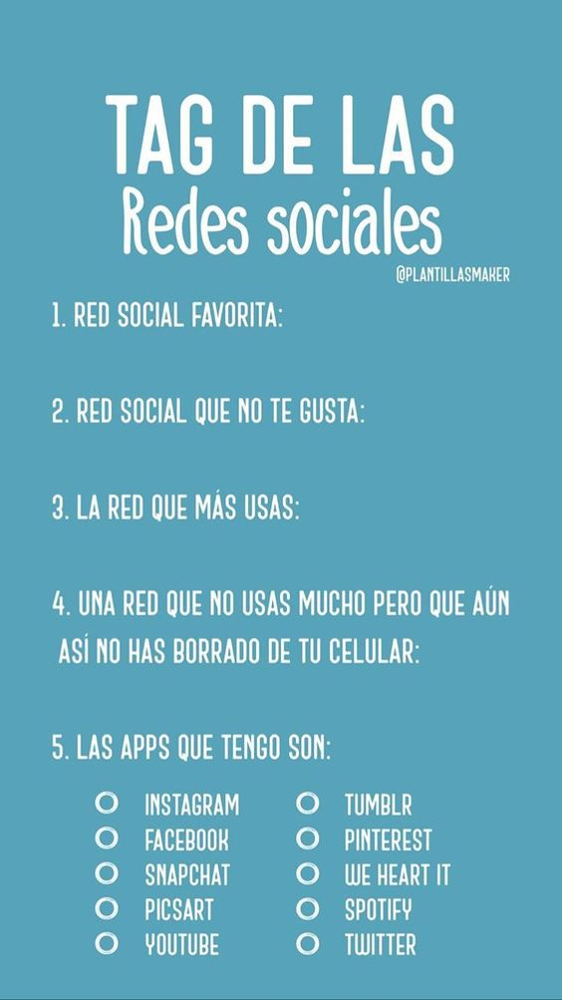 TAG DE LAS
Redes sociales
@PLANTILLASMAKER
1. RED SOCIAL FAVORITA:
2. RED SOCIAL QUE NO TE GUSTA:
3. LA RED QUE MÁS USAS:
4. UNA RED QUE NO USAS MUCHO PERO QUE AÚN
ASÍ NO HAS BORRADO DE TU CELULAR:
5. LAS APPS QUE TENGO SON:
INSTAGRAM
FACEBOOK
SNAPCHAT
PICSART
YOUTUBE
TUMBLR
PINTEREST
WE HEART IT
SPOTIFY
TWITTER